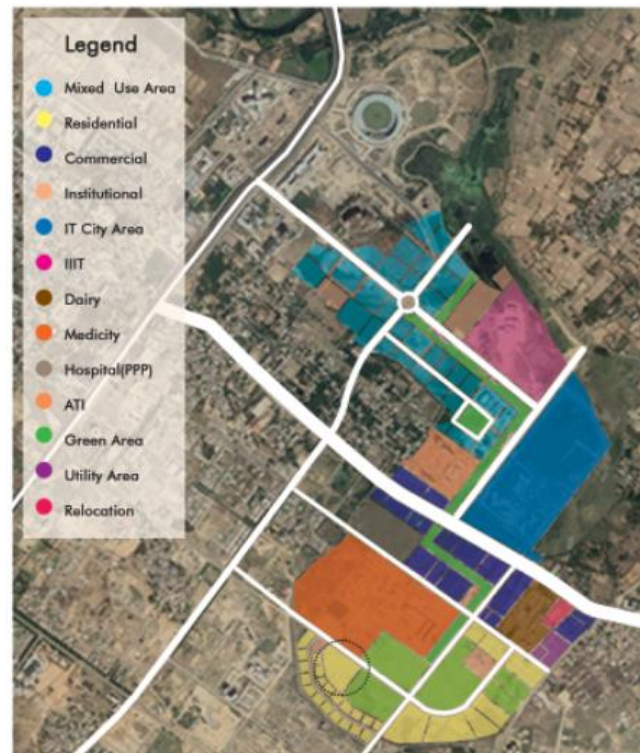 Legend
Mixed Use Area
Residential
Commercial
Institutional
IT City Area
IIIT
Dairy
Medicity
Hospital(PPP)
ATI
Green Area
Utility Area
Relocation